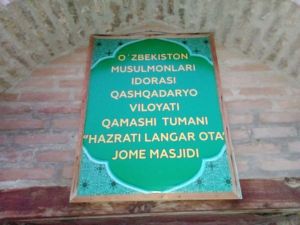 O'ZBEKISTON
MUSULMONLARI
IDORASI
QASHQADARYO
VILOYATI
QAMASHI TUMANI
"HAZRATI LANGAR OTA"
JOME MASJIDI